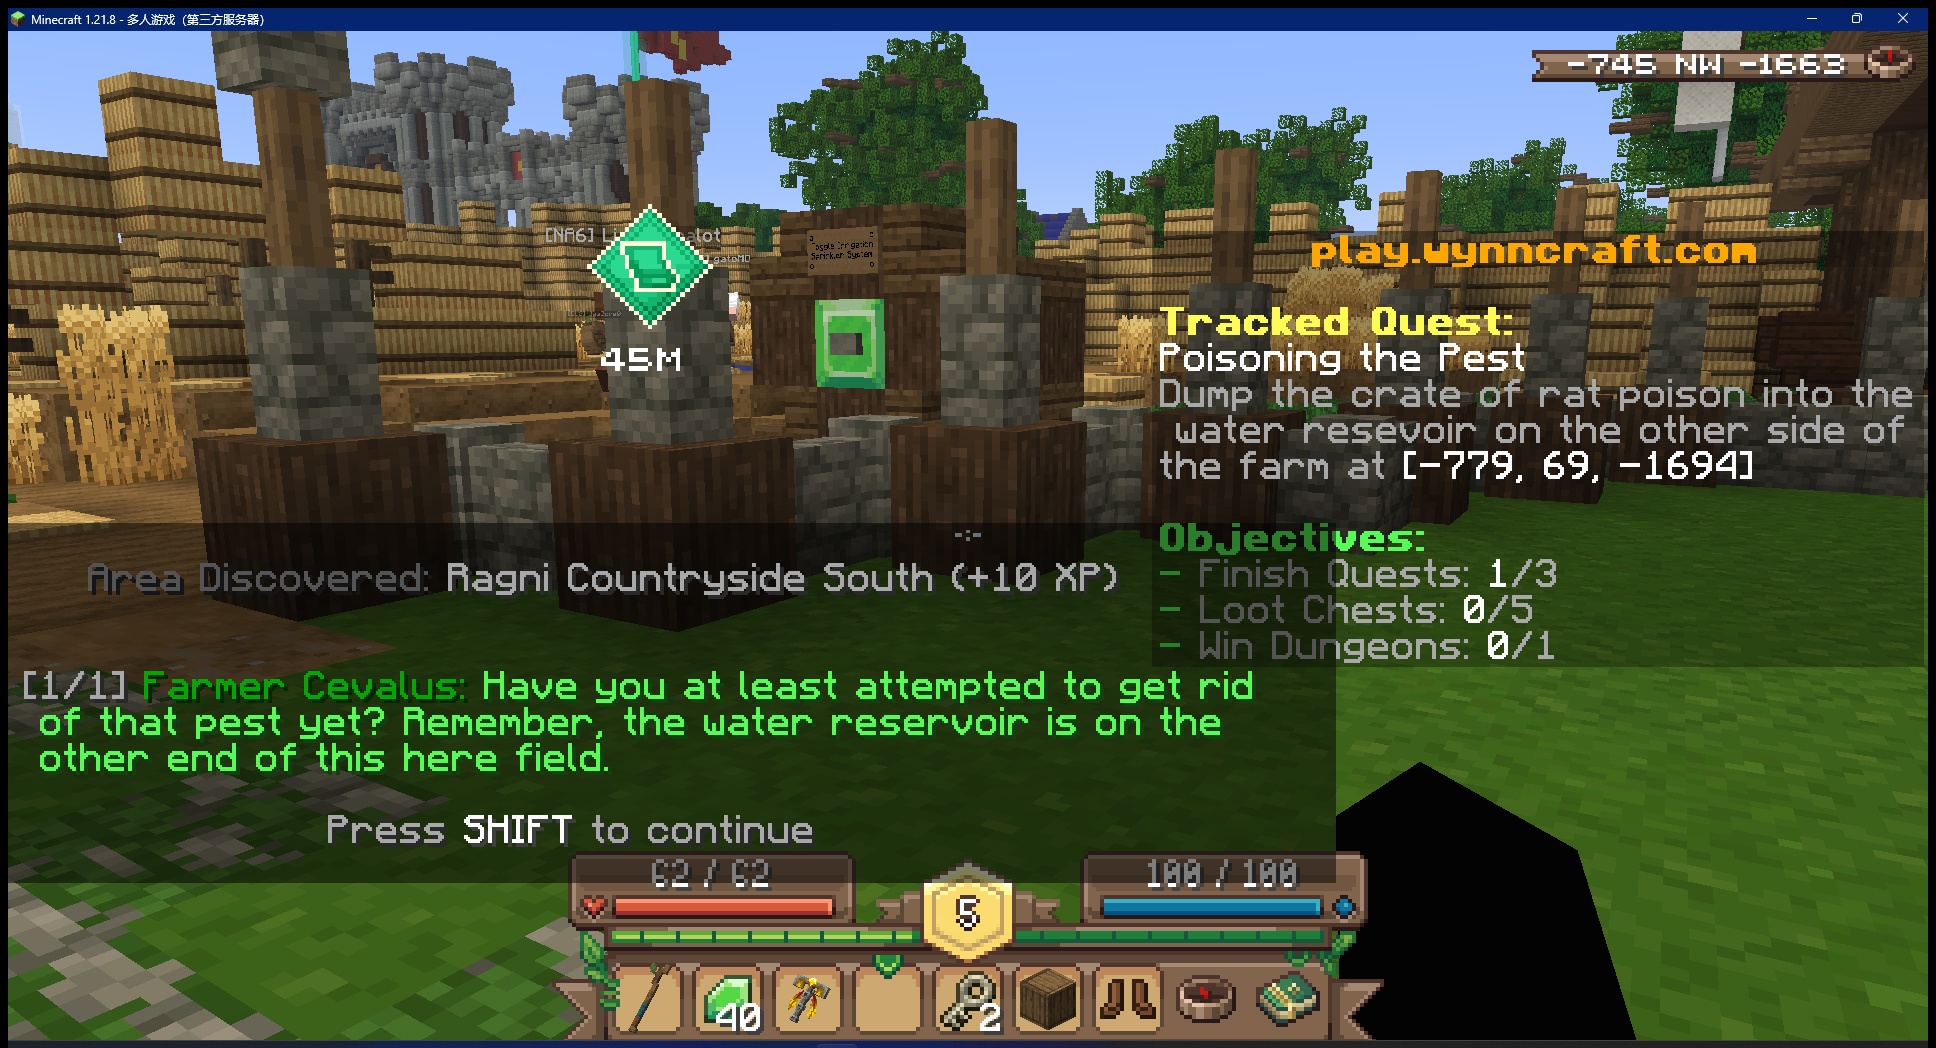 Minecraft 1.21.8 - 多人游戏（第三方服务器）
-745 NW -1663
[NA6]
Toggle Irrigation
Sprinkler System
45M
play.wynncraft.com
Tracked Quest:
Poisoning the Pest
Dump the crate of rat poison into the
water resevoir on the other side of
the farm at [-779, 69, -1694]
Objectives:
- Finish Quests: 1/3
- Loot Chests: 0/5
- Win Dungeons: 0/1
Area Discovered: Ragni Countryside South (+10 XP)
[1/1] Farmer Cevalus: Have you at least attempted to get rid
of that pest yet? Remember, the water reservoir is on the
other end of this here field.
Press SHIFT to continue
62 / 62
100 / 100
5
40
2